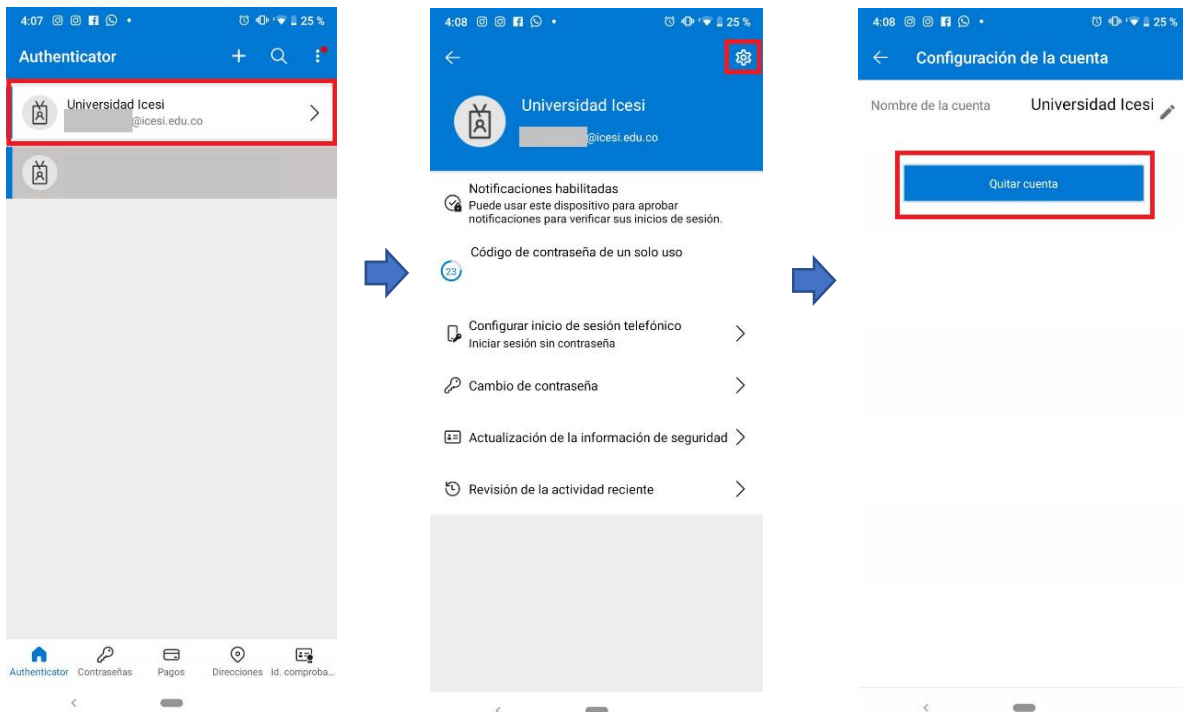 4:07
25 %
Authenticator
Universidad Icesi
@icesi.edu.co
Authenticator
Contraseñas
Pagos
Direcciones
Id. comproba...
4:08
25 %
Universidad Icesi
@icesi.edu.co
Notificaciones habilitadas
Puede usar este dispositivo para aprobar
notificaciones para verificar sus inicios de sesión.
Código de contraseña de un solo uso
23
Configurar inicio de sesión telefónico
Iniciar sesión sin contraseña
Cambio de contraseña
Actualización de la información de seguridad
Revisión de la actividad reciente
4:08
25 %
Configuración de la cuenta
Nombre de la cuenta Universidad Icesi
Quitar cuenta